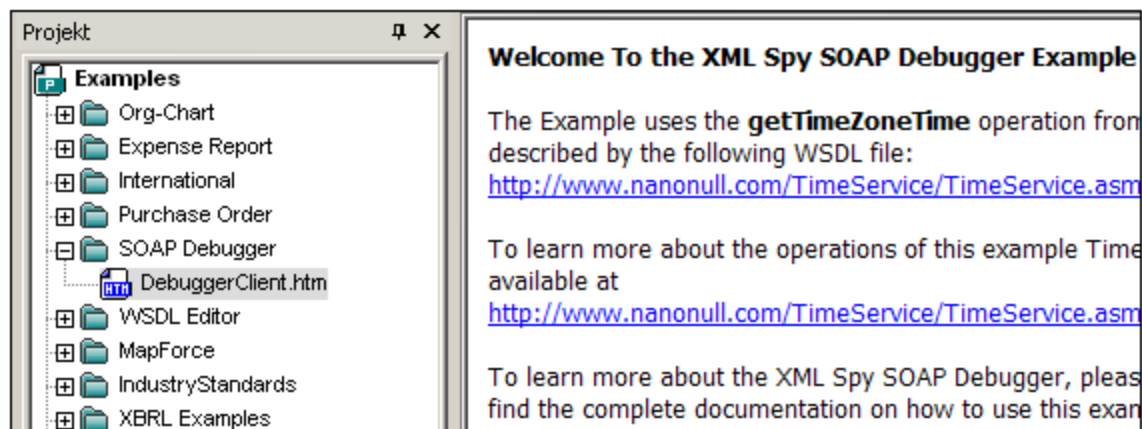 Projekt
Examples
Org-Chart
Expense Report
International
Purchase Order
SOAP Debugger
DebuggerClient.htm
WSDL Editor
MapForce
IndustryStandards
XBRL Examples
Welcome To the XML Spy SOAP Debugger Example
The Example uses the getTimeZoneTime operation from
described by the following WSDL file:
http://www.nanonull.com/TimeService/TimeService.asm
To learn more about the operations of this example Time
available at
http://www.nanonull.com/TimeService/TimeService.asm
To learn more about the XML Spy SOAP Debugger, pleas
find the complete documentation on how to use this exam